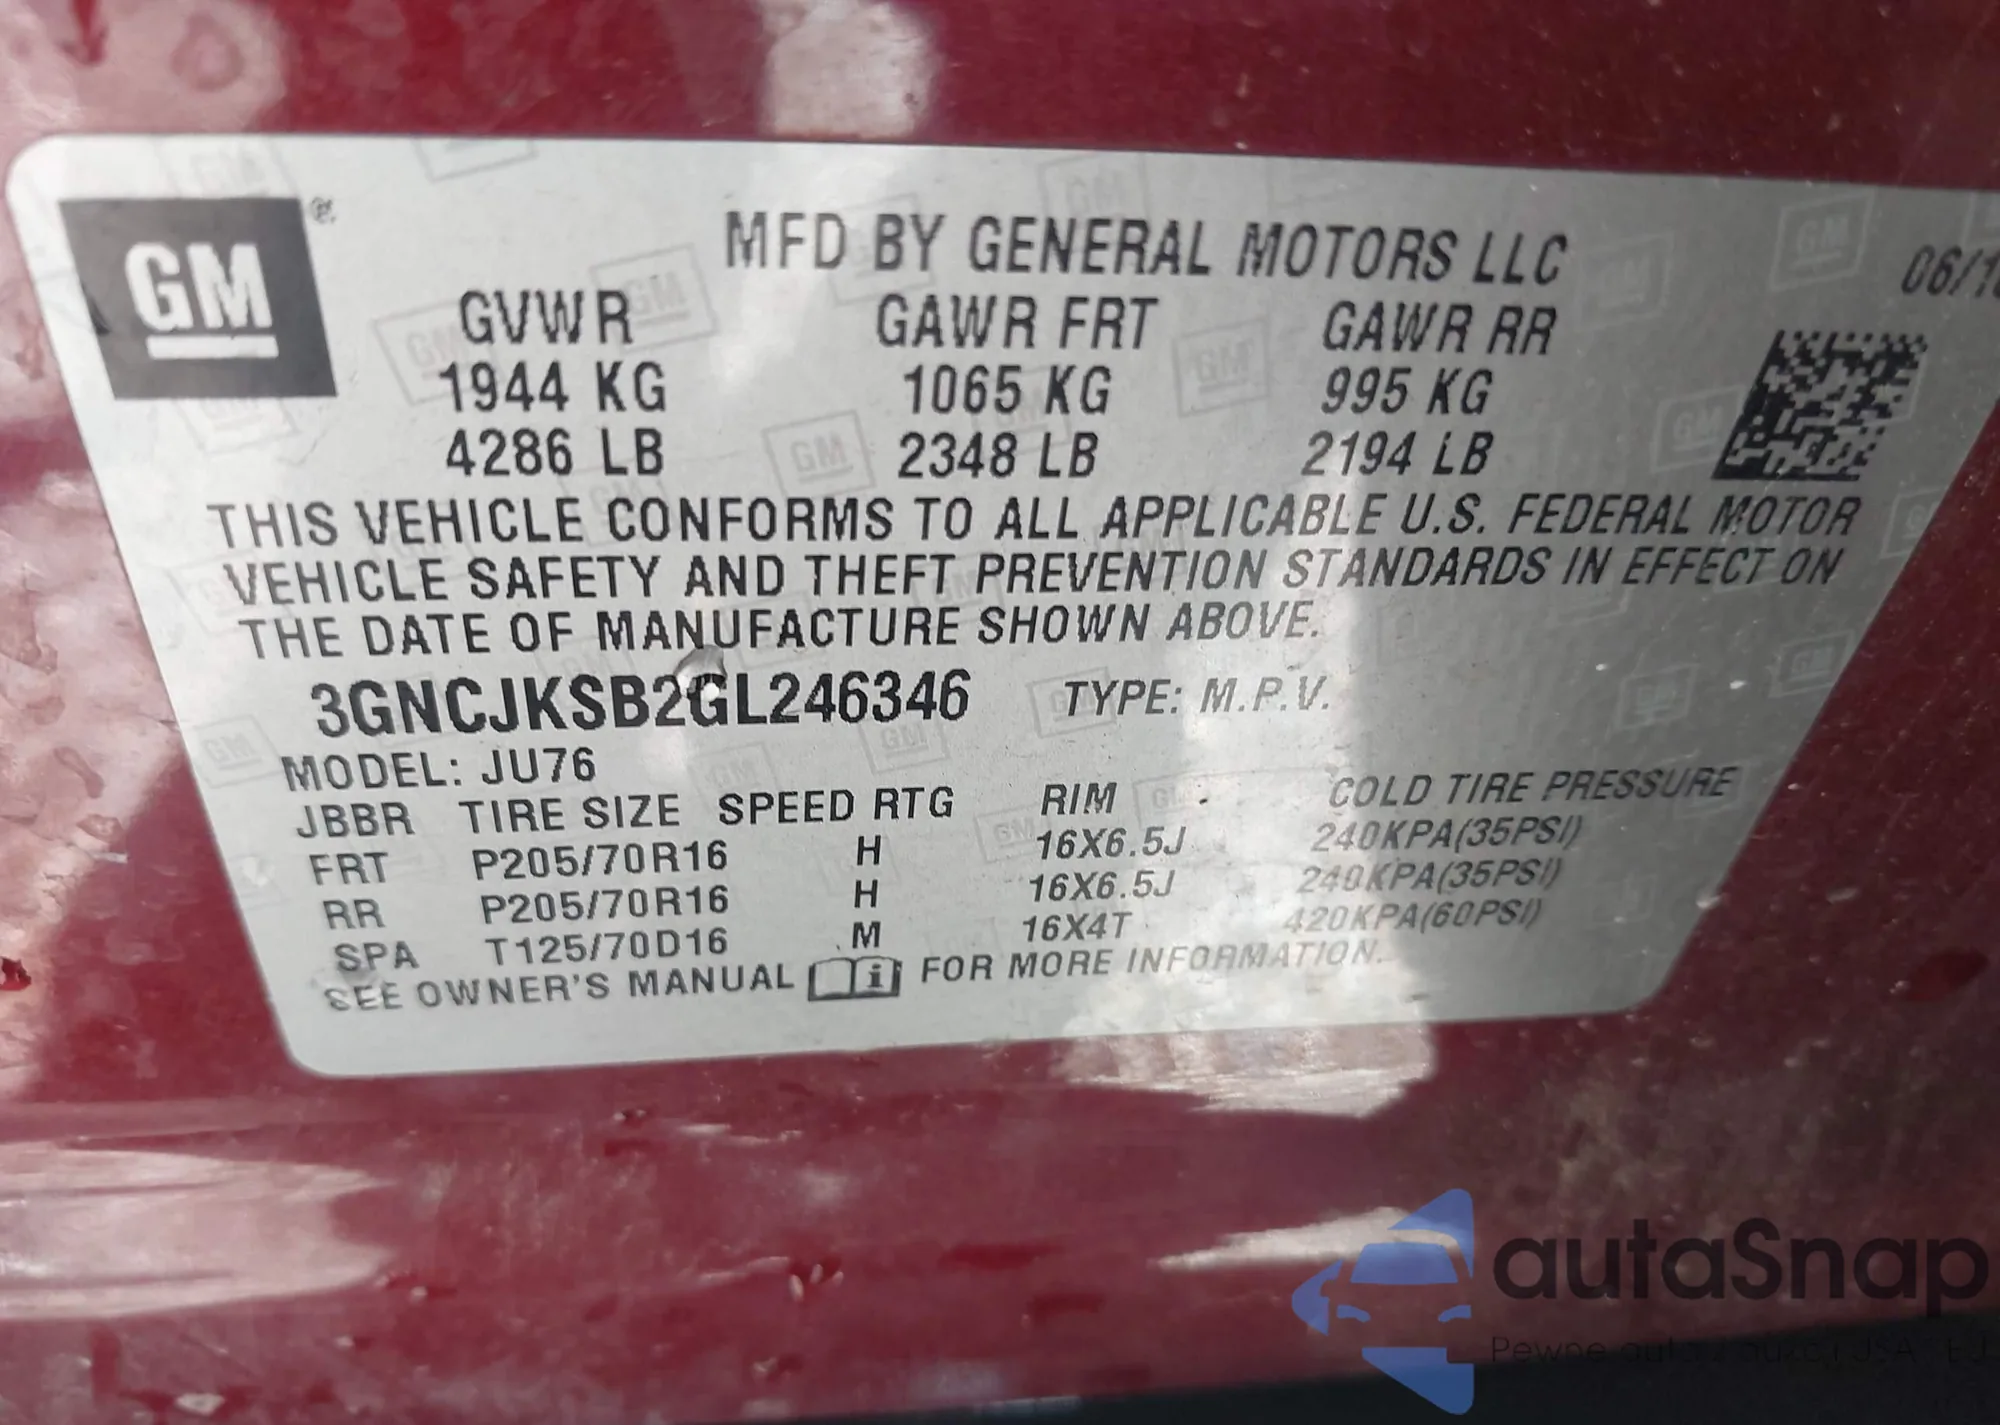 GM
MFD BY GENERAL MOTORS LLC
GVWR GAWR FRT GAWR RR
1944 KG 1065 KG 995 KG
4286 LB 2348 LB 2194 LB
THIS VEHICLE CONFORMS TO ALL APPLICABLE U.S. FEDERAL MOTOR
VEHICLE SAFETY AND THEFT PREVENTION STANDARDS IN EFFECT ON
THE DATE OF MANUFACTURE SHOWN ABOVE.
3GNCJKSB2GL246346 TYPE: M.P.V.
MODEL: JU76
JBBR TIRE SIZE SPEED RTG RIM COLD TIRE PRESSURE
FRT P205/70R16 H 16X6.5J 240KPA(35PSI)
RR P205/70R16 H 16X6.5J 240KPA(35PSI)
SPA T125/70D16 M 16X4T 420KPA(60PSI)
SEE OWNER'S MANUAL FOR MORE INFORMATION.
autaSnap
Pewne auta z